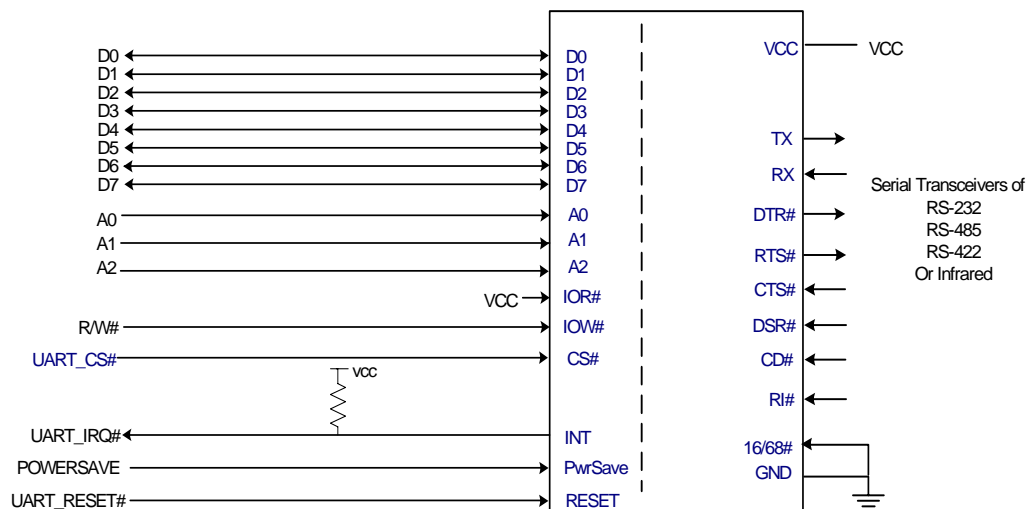 D0 D0 VCC VCC
D1 D1
D2 D2
D3 D3
D4 D4 TX
D5 D5
D6 D6 RX
D7 D7 Serial Transceivers of
A0 A0 DTR# RS-232
RS-485
A1 A1 RTS# RS-422
A2 A2 Or Infrared
VCC IOR# CTS#
R/W# IOW# DSR#
UART_CS# CS# CD#
vcc
RI#
UART_IRQ# INT 16/68#
POWERSAVE PwrSave GND
UART_RESET# RESET